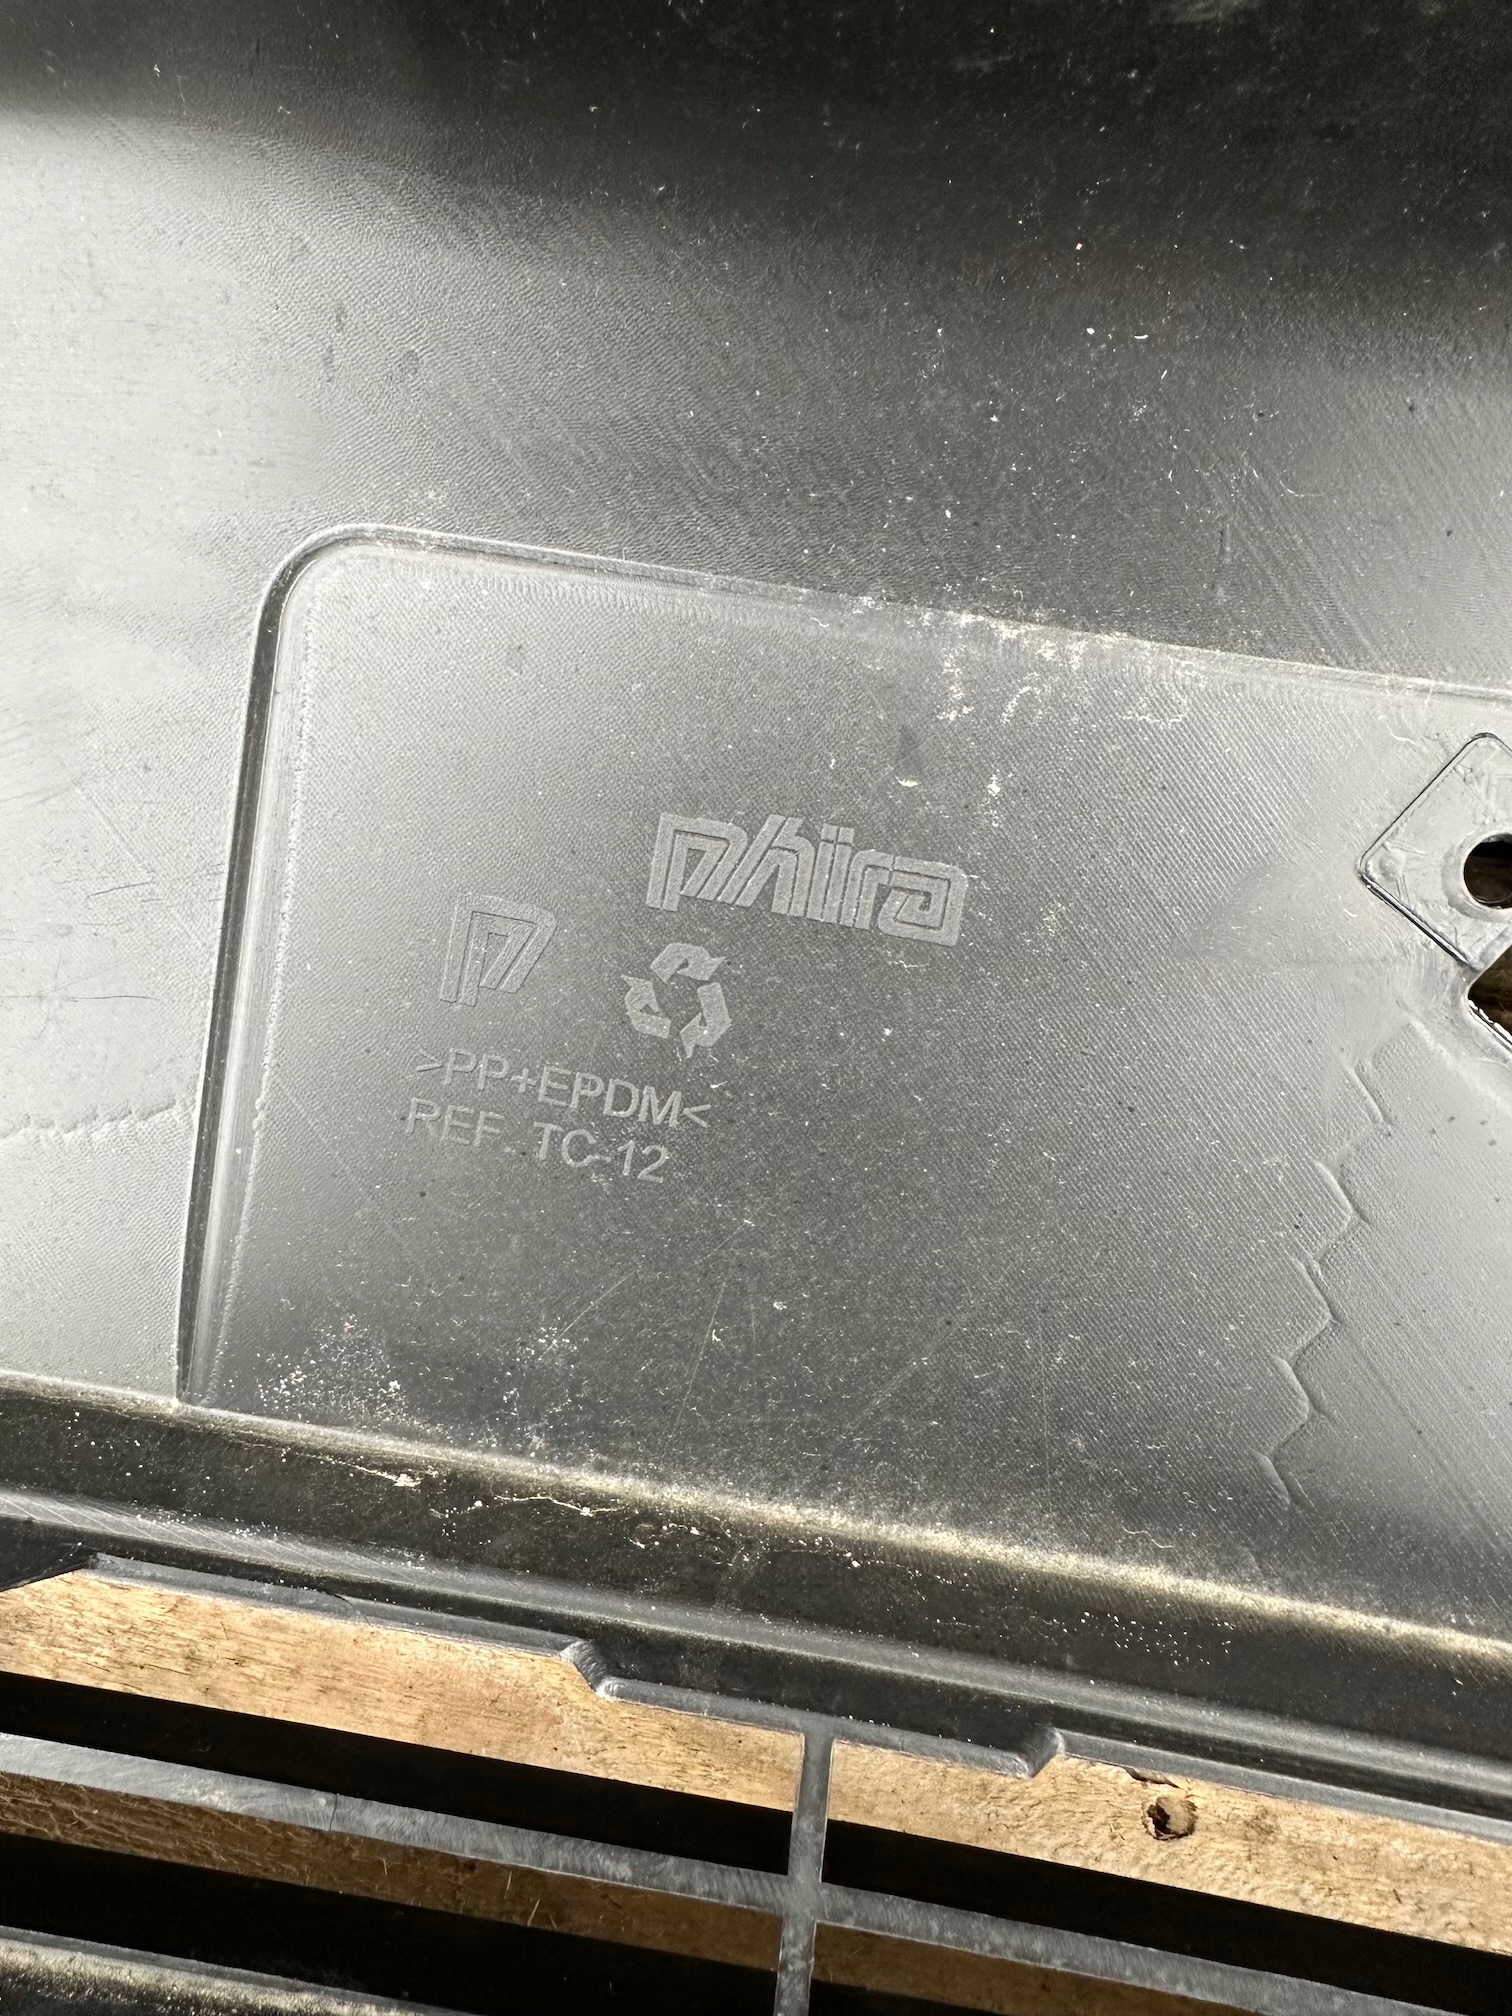 phira
P
>PP+EPDM<
REF. TC-12